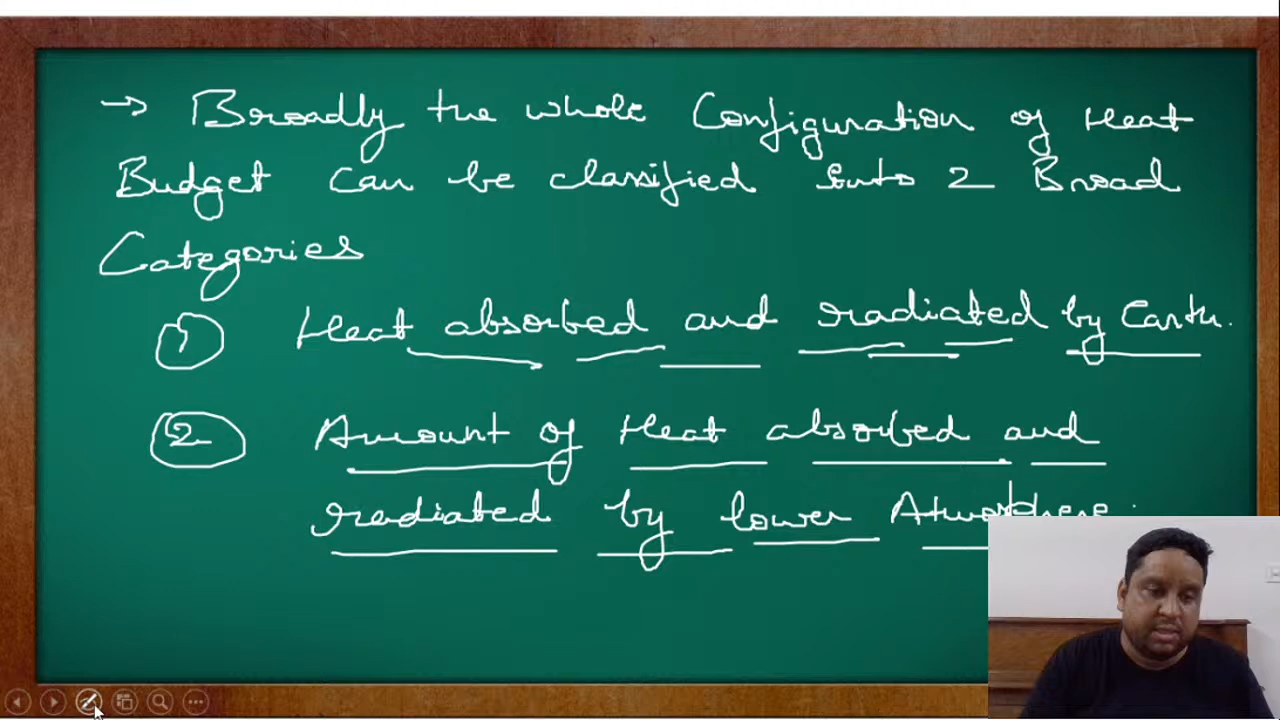 → Broadly the whole Configuration of Heat
Budget can be classified into 2 Broad
Categories
1 Heat absorbed and radiated by Earth.
2 Amount of Heat absorbed and
radiated by lower Atmosphere.